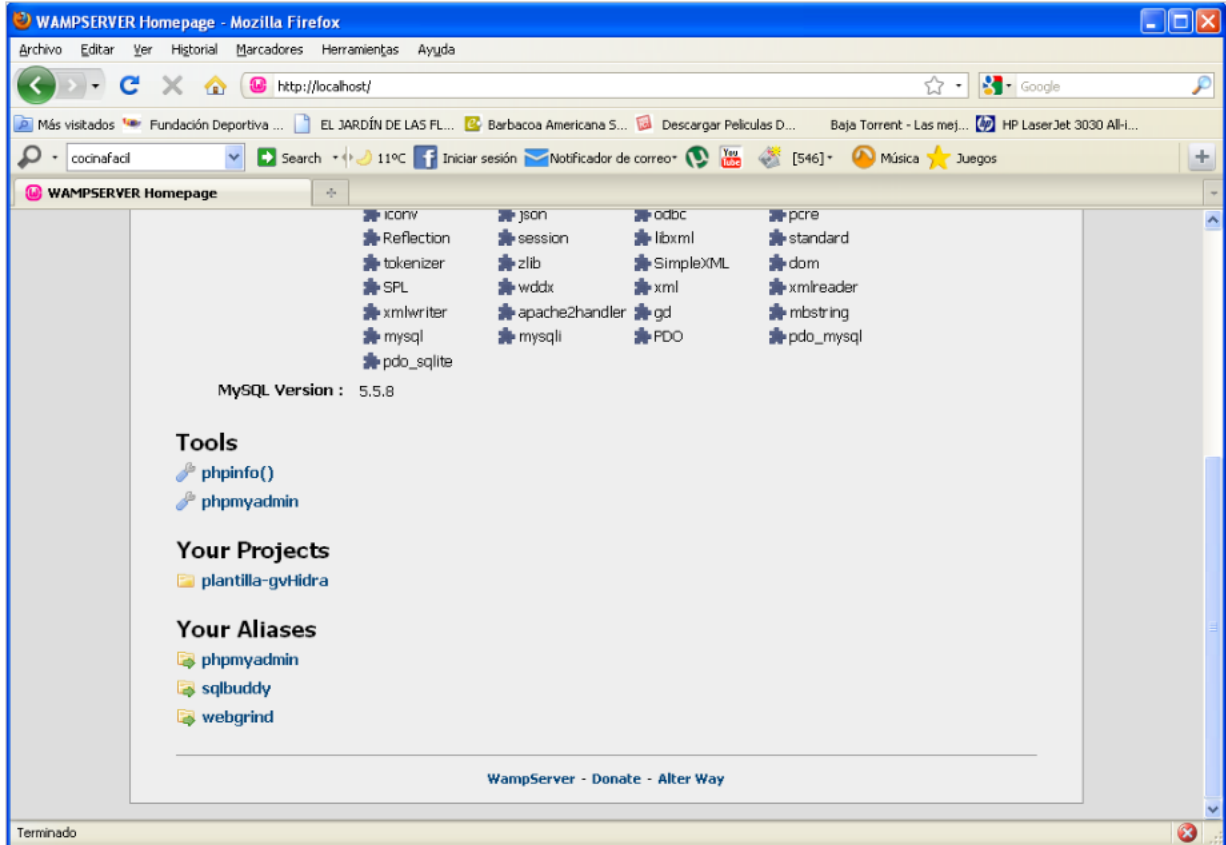 WAMPSERVER Homepage - Mozilla Firefox
Archivo Editar Ver Historial Marcadores Herramientas Ayuda
http://localhost/ Google
Más visitados Fundación Deportiva ... EL JARDÍN DE LAS FL... Barbacoa Americana S... Descargar Peliculas D... Baja Torrent - Las mej... HP LaserJet 3030 All-i...
cocinafacil Search 11ºC Iniciar sesión Notificador de correo [546] Música Juegos
WAMPSERVER Homepage
iconv json odbc pcre
Reflection session libxml standard
tokenizer zlib SimpleXML dom
SPL wddx xml xmlreader
xmlwriter apache2handler gd mbstring
mysql mysqli PDO pdo_mysql
pdo_sqlite
MySQL Version : 5.5.8
Tools
phpinfo()
phpmyadmin
Your Projects
plantilla-gvHidra
Your Aliases
phpmyadmin
sqlbuddy
webgrind
WampServer - Donate - Alter Way
Terminado